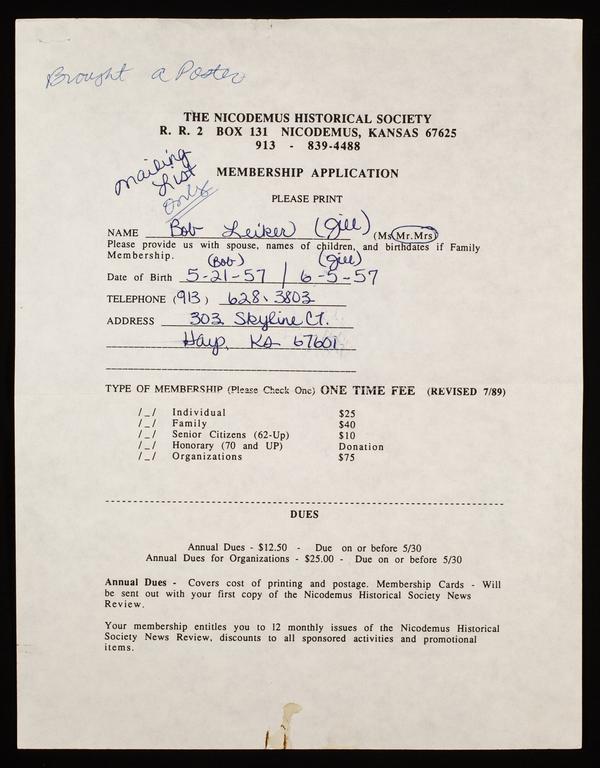 Brought a Poster
THE NICODEMUS HISTORICAL SOCIETY
R. R. 2 BOX 131 NICODEMUS, KANSAS 67625
913 - 839-4488
mailing
List
only
MEMBERSHIP APPLICATION
PLEASE PRINT
NAME Bob Leiker (Jill) (Ms Mr. Mrs)
Please provide us with spouse, names of children, and birthdates if Family
Membership. (Bob) (Jill)
Date of Birth 5-21-57 / 6-5-57
TELEPHONE (913) 628-3803
ADDRESS 303 Skyline Ct.
Hays, KS 67601
TYPE OF MEMBERSHIP (Please Check One) ONE TIME FEE (REVISED 7/89)
/_/ Individual $25
/_/ Family $40
/_/ Senior Citizens (62-Up) $10
/_/ Honorary (70 and UP) Donation
/_/ Organizations $75
DUES
Annual Dues - $12.50 - Due on or before 5/30
Annual Dues for Organizations - $25.00 - Due on or before 5/30
Annual Dues - Covers cost of printing and postage. Membership Cards - Will
be sent out with your first copy of the Nicodemus Historical Society News
Review.
Your membership entitles you to 12 monthly issues of the Nicodemus Historical
Society News Review, discounts to all sponsored activities and promotional
items.